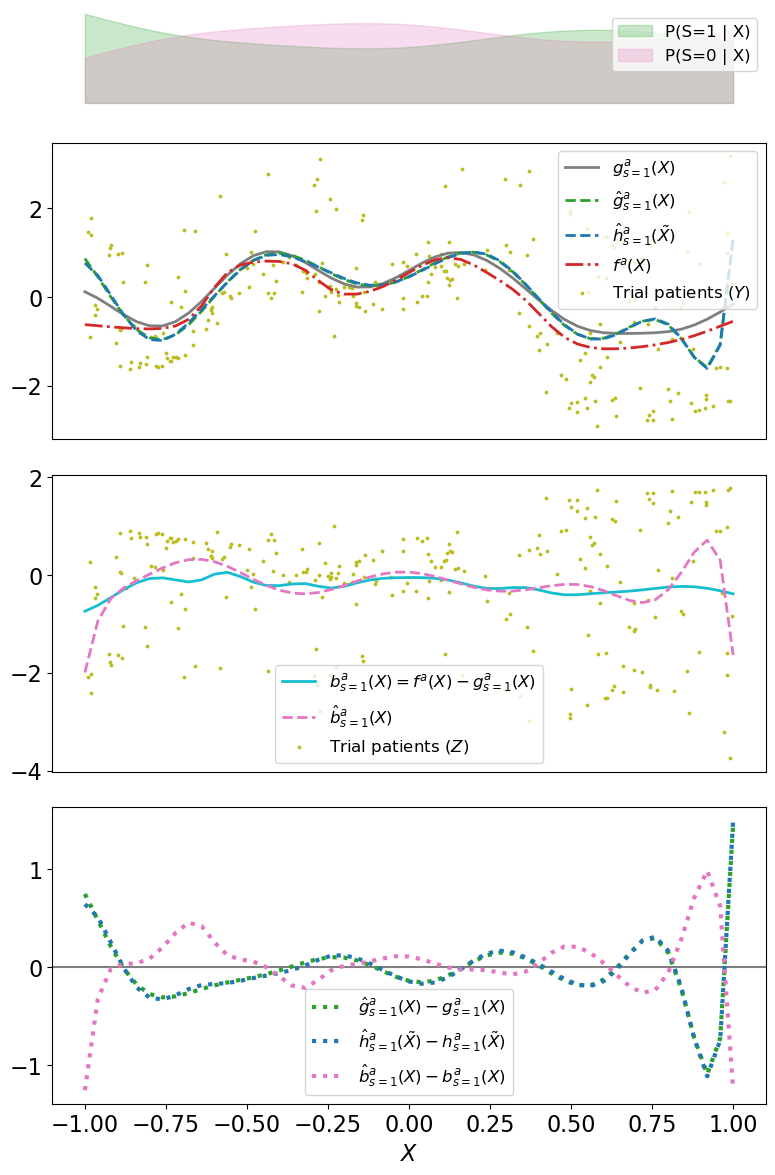 P(S=1 | X)
P(S=0 | X)
2
0
−2
g^a_{s=1}(X)
ĝ^a_{s=1}(X)
ĥ^a_{s=1}(X̃)
f^a(X)
Trial patients (Y)
2
0
−2
−4
b^a_{s=1}(X) = f^a(X) − g^a_{s=1}(X)
b̂^a_{s=1}(X)
Trial patients (Z)
1
0
−1
ĝ^a_{s=1}(X) − g^a_{s=1}(X)
ĥ^a_{s=1}(X̃) − h^a_{s=1}(X̃)
b̂^a_{s=1}(X) − b^a_{s=1}(X)
−1.00 −0.75 −0.50 −0.25 0.00 0.25 0.50 0.75 1.00
X